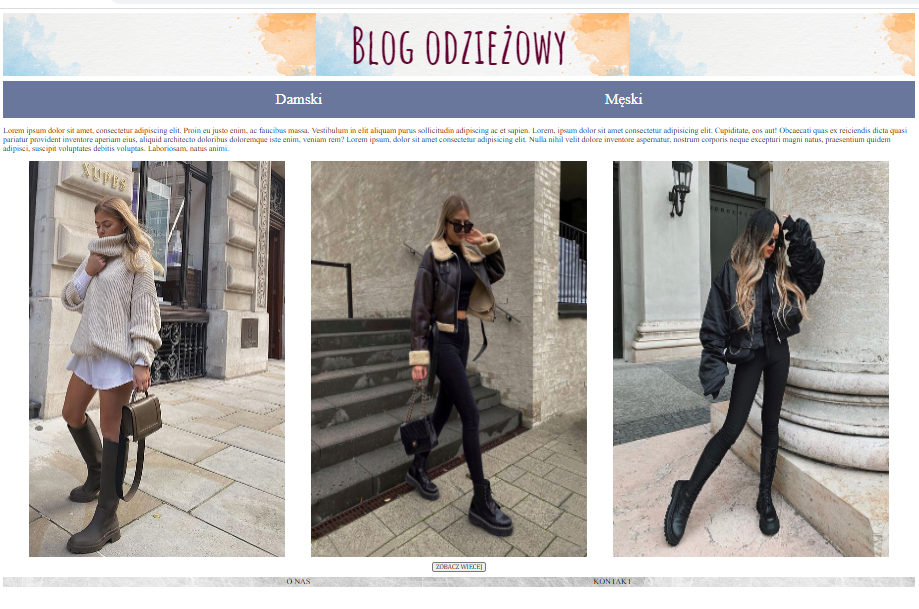 Blog odzieżowy
Damski Męski
Lorem ipsum dolor sit amet, consectetur adipiscing elit. Proin eu justo enim, ac faucibus massa. Vestibulum in elit aliquam purus sollicitudin adipiscing ac et sapien. Lorem, ipsum dolor sit amet consectetur adipisicing elit. Cupiditate, eos aut! Obcaecati quas ex reiciendis dicta quasi
pariatur provident inventore aperiam eius, aliquid architecto doloribus doloremque iste enim, veniam rem? Lorem ipsum, dolor sit amet consectetur adipisicing elit. Nulla nihil velit dolore inventore aspernatur, nostrum corporis neque excepturi magni natus, praesentium quidem
adipisci, suscipit voluptates debitis voluptas. Laboriosam, natus animi.
ZOBACZ WIECEJ
O NAS KONTAKT